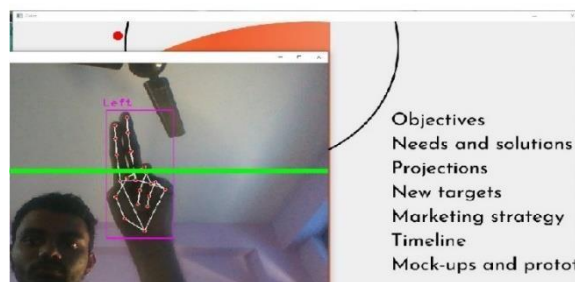 Left
Objectives
Needs and solutions
Projections
New targets
Marketing strategy
Timeline